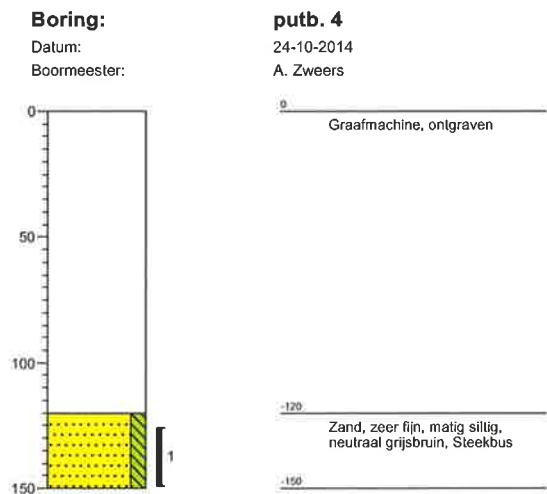 Boring: putb. 4
Datum: 24-10-2014
Boormeester: A. Zweers
0
0
Graafmachine, ontgraven
50
100
-120
Zand, zeer fijn, matig siltig,
neutraal grijsbruin, Steekbus
1
150
-150